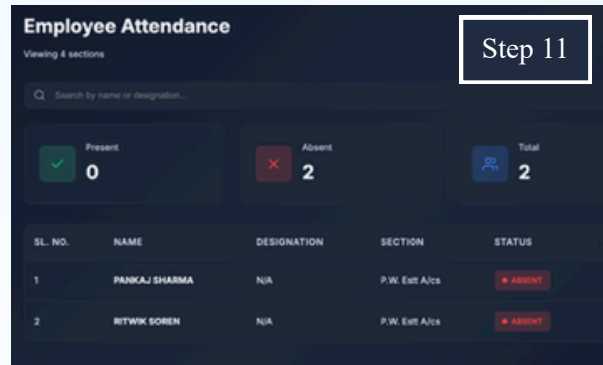 Employee Attendance
Step 11
Viewing 4 sections
Search by name or designation...
Present
0
Absent
2
Total
2
SL. NO. NAME DESIGNATION SECTION STATUS
1 PANKAJ SHARMA N/A P.W. Estt A/cs ABSENT
2 RITWIK SOREN N/A P.W. Estt A/cs ABSENT